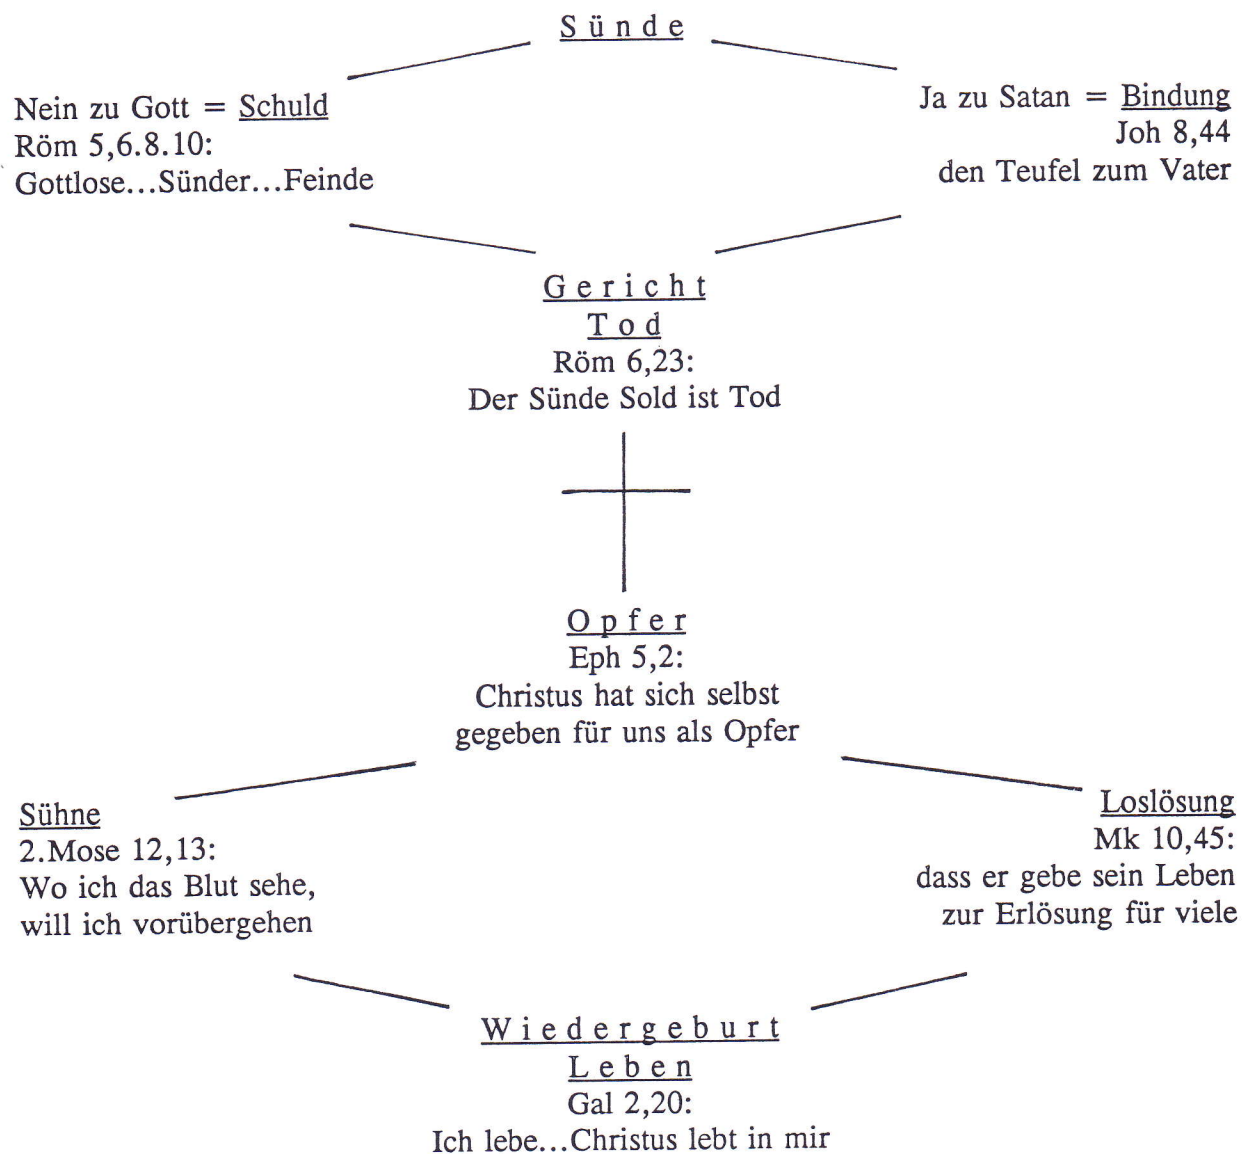 Sünde
Nein zu Gott = Schuld
Röm 5,6.8.10:
Gottlose...Sünder...Feinde
Ja zu Satan = Bindung
Joh 8,44
den Teufel zum Vater
Gericht
Tod
Röm 6,23:
Der Sünde Sold ist Tod
Opfer
Eph 5,2:
Christus hat sich selbst
gegeben für uns als Opfer
Sühne
2.Mose 12,13:
Wo ich das Blut sehe,
will ich vorübergehen
Loslösung
Mk 10,45:
dass er gebe sein Leben
zur Erlösung für viele
Wiedergeburt
Leben
Gal 2,20:
Ich lebe...Christus lebt in mir